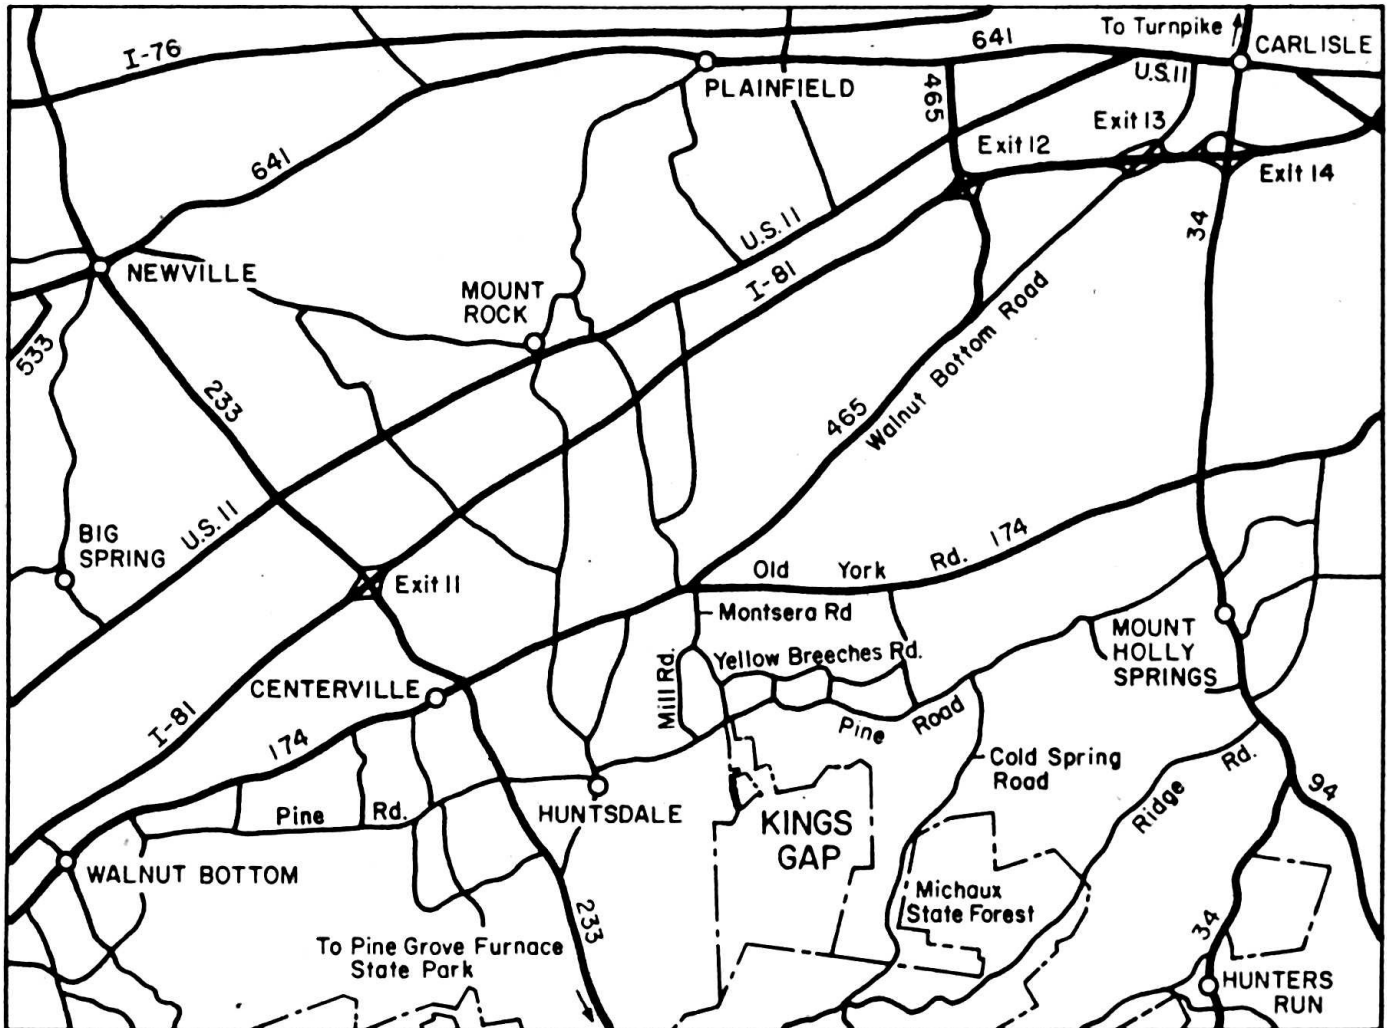 To Turnpike
641
CARLISLE
I-76
U.S.11
PLAINFIELD
465
Exit 13
Exit 12
Exit 14
641
34
U.S.11
NEWVILLE
I-81
MOUNT
ROCK
533
233
465
Walnut Bottom Road
U.S.11
BIG
SPRING
174
Old York Rd.
Exit 11
Montsera Rd
MOUNT
HOLLY
SPRINGS
Yellow Breeches Rd.
CENTERVILLE
Mill Rd.
I-81
Pine Road
174
Cold Spring
Road
Ridge Rd.
94
Pine Rd.
HUNTSDALE
KINGS
GAP
WALNUT BOTTOM
Michaux
State Forest
233
34
To Pine Grove Furnace
State Park
HUNTERS
RUN